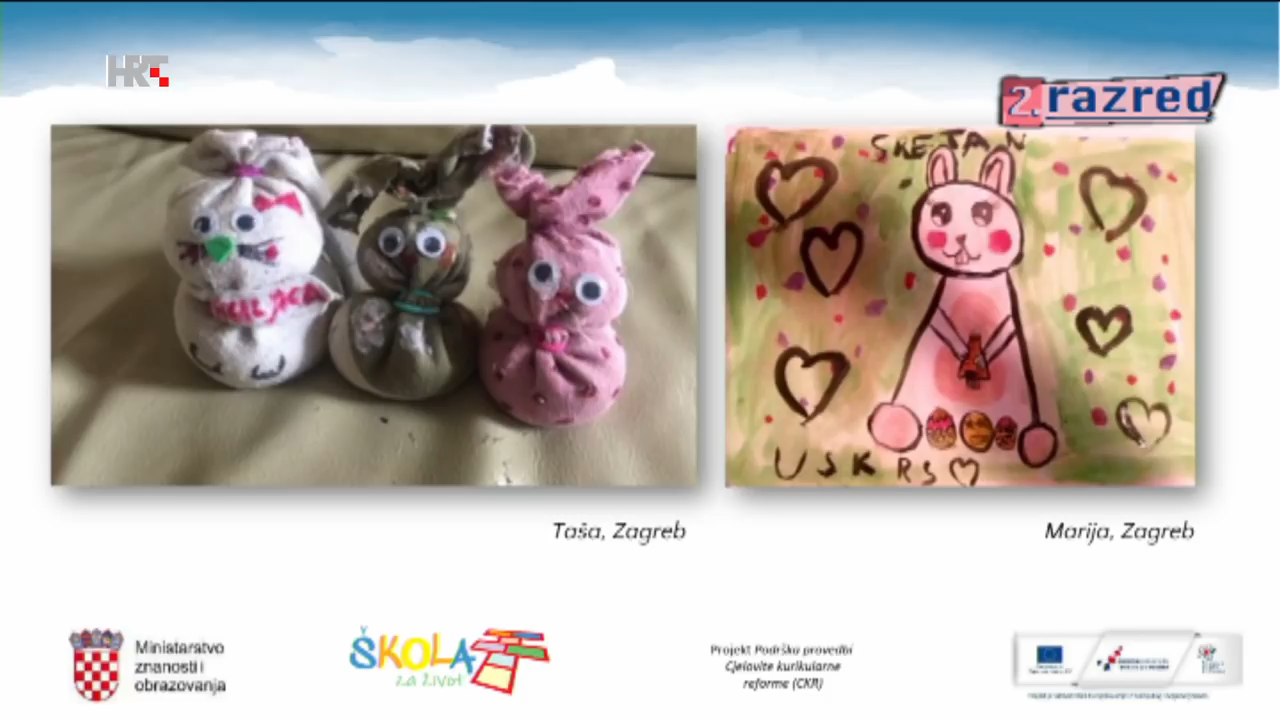 HRT
2. razred
SRETAN
USKRS
Taša, Zagreb
Marija, Zagreb
Ministarstvo
znanosti i
obrazovanja
ŠKOLA
za život
Projekt Podrška provedbi
Cjelovite kurikularne
reforme (CKR)